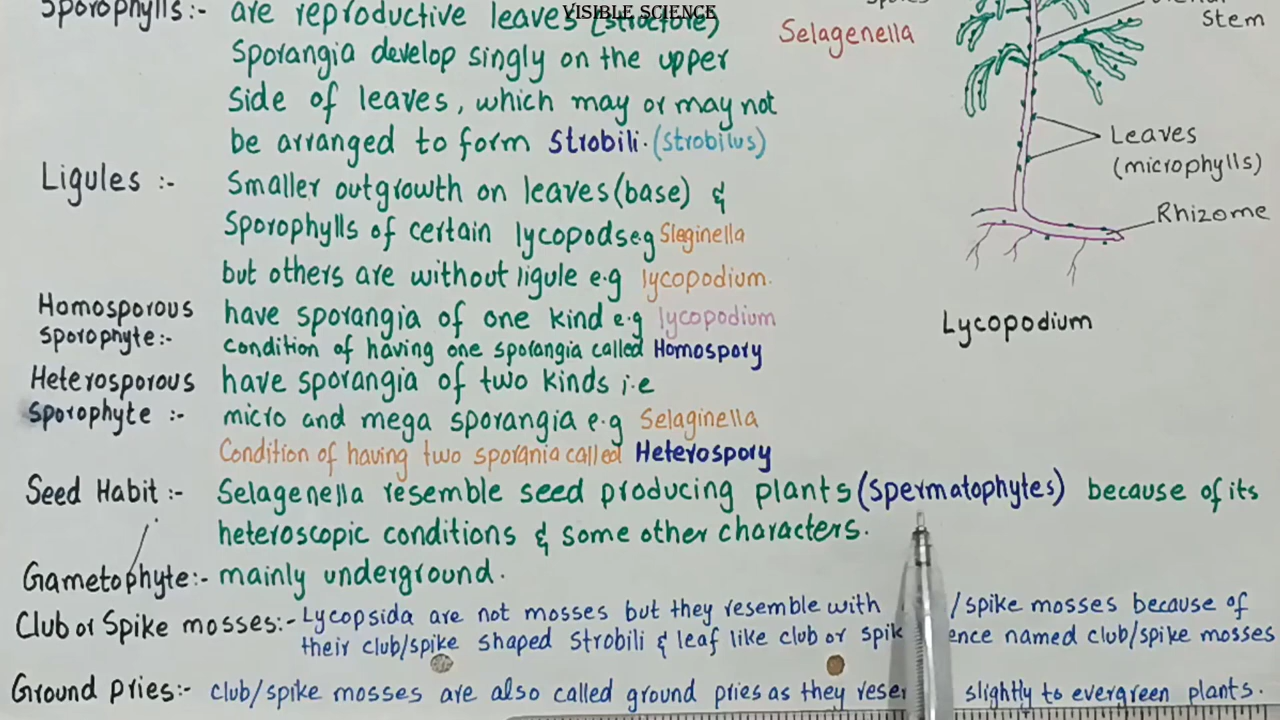 VISIBLE SCIENCE
Sporophylls:- are reproductive leaves (structure)
Sporangia develop singly on the upper
side of leaves, which may or may not
be arranged to form Strobili. (strobilus)
Ligules :- Smaller outgrowth on leaves (base) &
Sporophylls of certain lycopods e.g Sleginella
but others are without ligule e.g lycopodium.
Homosporous have sporangia of one kind e.g lycopodium
sporophyte:- condition of having one sporangia called Homospory
Heterosporous have sporangia of two kinds i.e
sporophyte :- micro and mega sporangia e.g Selaginella
Condition of having two sporania called Heterospory
Seed Habit :- Selagenella resemble seed producing plants (spermatophytes) because of its
heteroscopic conditions & some other characters.
Gametophyte:- mainly underground.
Club or Spike mosses:- Lycopsida are not mosses but they resemble with /spike mosses because of
their club/spike shaped Strobili & leaf like club or spik ence named club/spike mosses
Ground pries:- club/spike mosses are also called ground pries as they rese slightly to evergreen plants.
Selagenella
Stem
Leaves
(microphylls)
Rhizome
Lycopodium